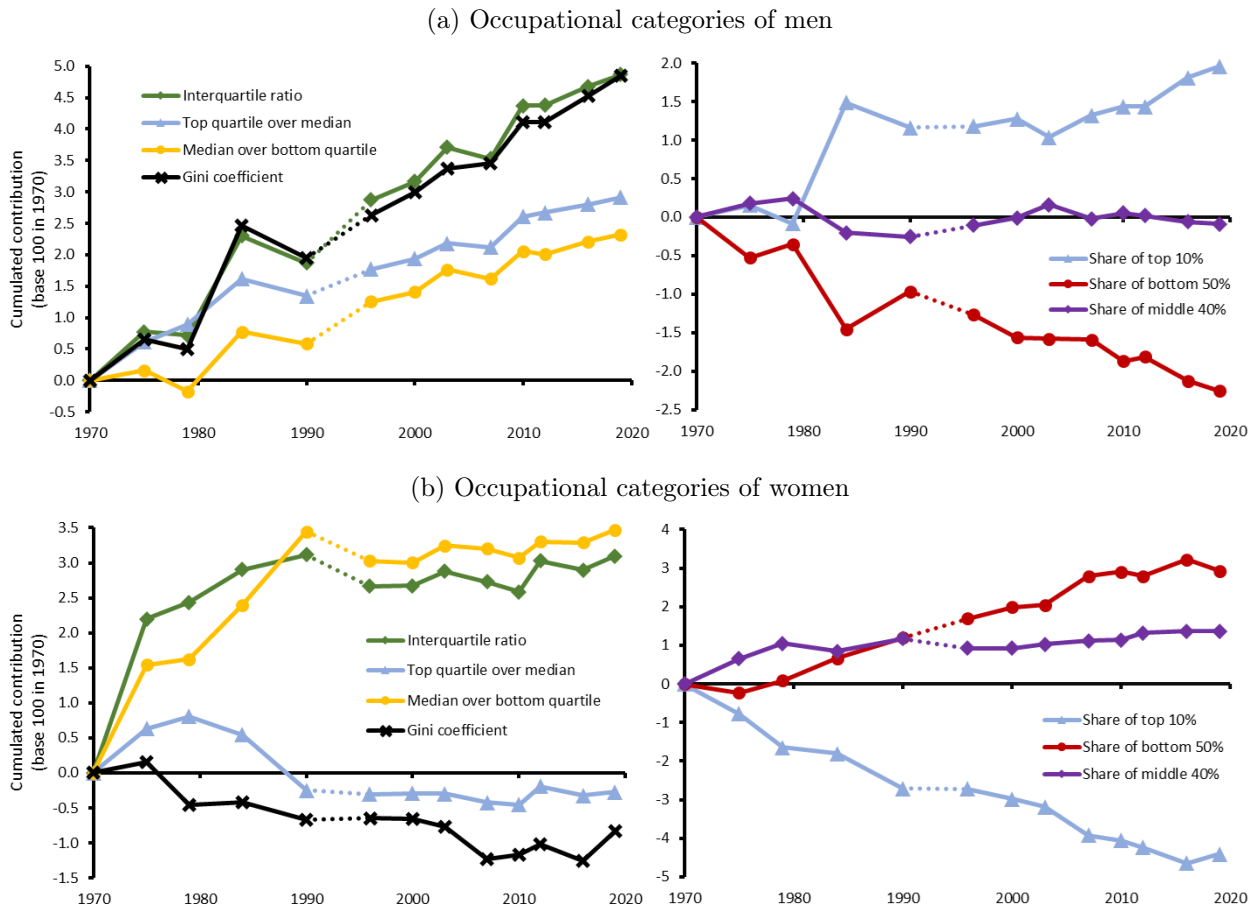 (a) Occupational categories of men
Cumulated contribution
(base 100 in 1970)
5.0
4.5
4.0
3.5
3.0
2.5
2.0
1.5
1.0
0.5
0.0
-0.5
Interquartile ratio
Top quartile over median
Median over bottom quartile
Gini coefficient
1970 1980 1990 2000 2010 2020
2.0
1.5
1.0
0.5
0.0
-0.5
-1.0
-1.5
-2.0
-2.5
Share of top 10%
Share of bottom 50%
Share of middle 40%
1970 1980 1990 2000 2010 2020
(b) Occupational categories of women
Cumulated contribution
(base 100 in 1970)
3.5
3.0
2.5
2.0
1.5
1.0
0.5
0.0
-0.5
-1.0
-1.5
Interquartile ratio
Top quartile over median
Median over bottom quartile
Gini coefficient
1970 1980 1990 2000 2010 2020
4
3
2
1
0
-1
-2
-3
-4
-5
Share of top 10%
Share of bottom 50%
Share of middle 40%
1970 1980 1990 2000 2010 2020